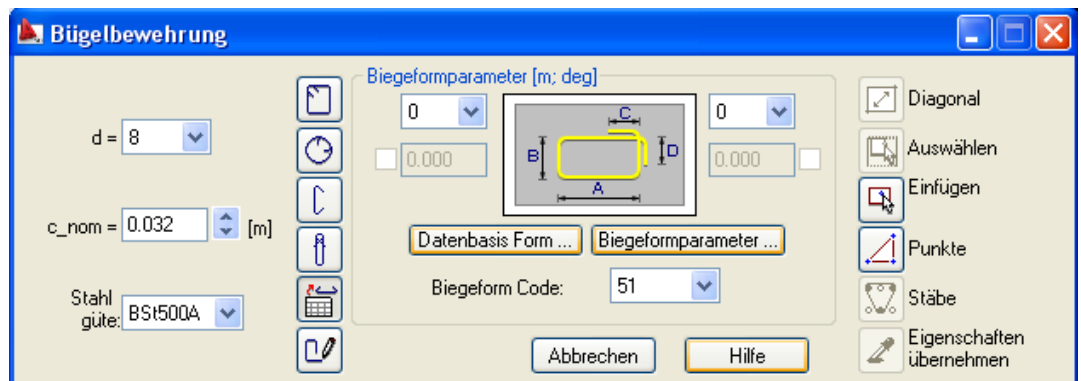 Bügelbewehrung
Biegeformparameter [m; deg]
d = 8
c_nom = 0.032 [m]
Stahl
güte: BSt500A
0
0
0.000
0.000
C
B
D
A
Datenbasis Form ...
Biegeformparameter ...
Biegeform Code: 51
Abbrechen
Hilfe
Diagonal
Auswählen
Einfügen
Punkte
Stäbe
Eigenschaften
übernehmen